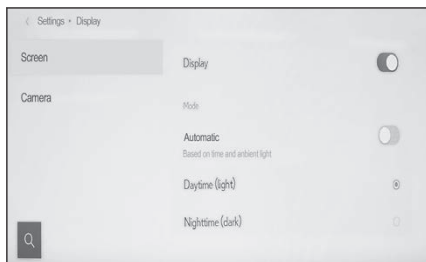 Settings • Display
Screen
Camera
Display
Mode
Automatic
Based on time and ambient light
Daytime (light)
Nighttime (dark)